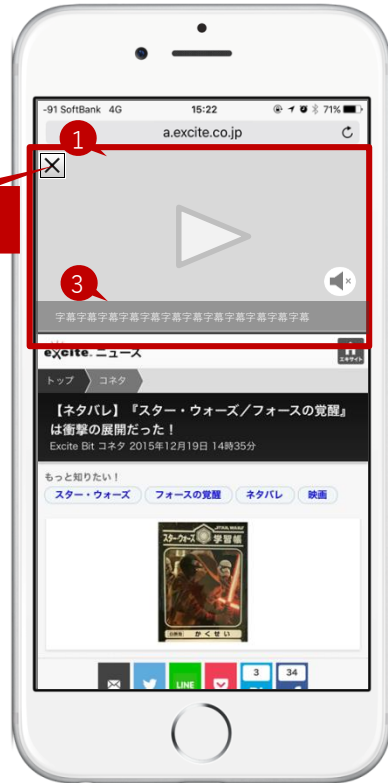 -91 SoftBank 4G 15:22 71%
a.excite.co.jp
1
3
字幕字幕字幕字幕字幕字幕字幕字幕字幕字幕字幕字幕
excite. ニュース
エキサイト
トップ コネタ
【ネタバレ】『スター・ウォーズ／フォースの覚醒』
は衝撃の展開だった！
Excite Bit コネタ 2015年12月19日 14時35分
もっと知りたい！
スター・ウォーズ フォースの覚醒 ネタバレ 映画
STAR WARS
スター・ウォーズ 学習帳
かくせい
LINE 3 34